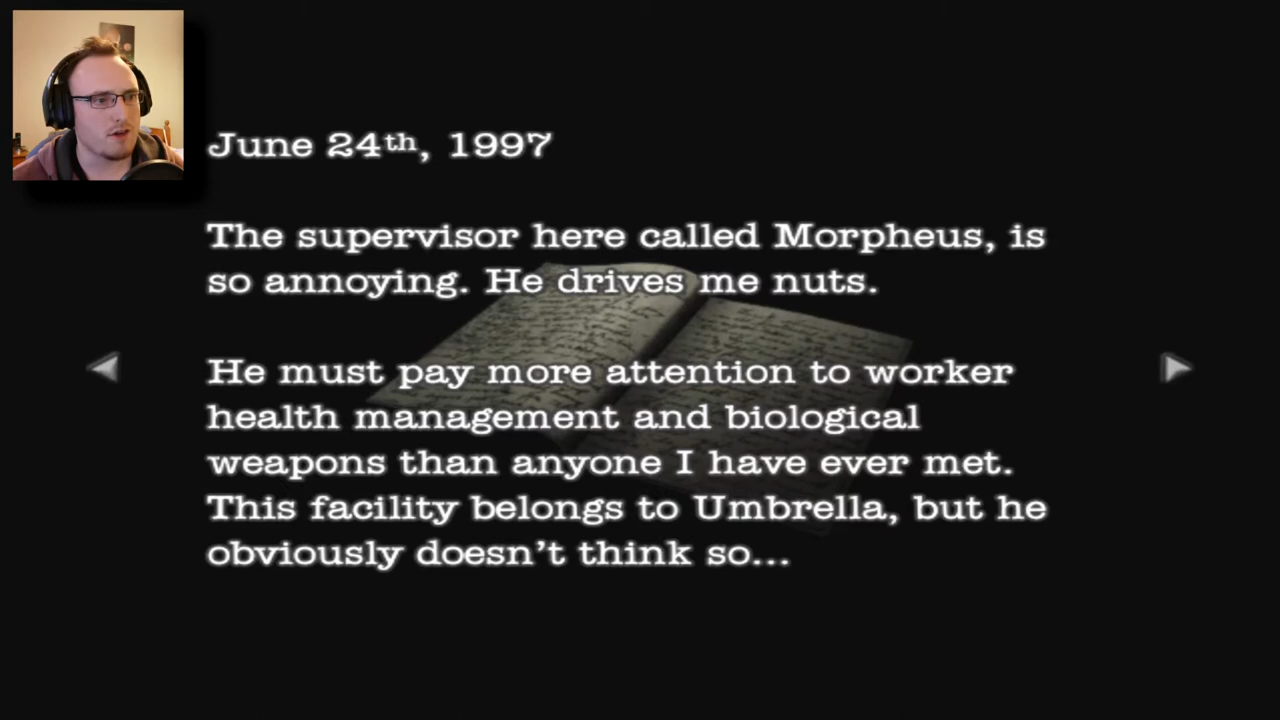 June 24th, 1997
The supervisor here called Morpheus, is
so annoying. He drives me nuts.
He must pay more attention to worker
health management and biological
weapons than anyone I have ever met.
This facility belongs to Umbrella, but he
obviously doesn't think so...